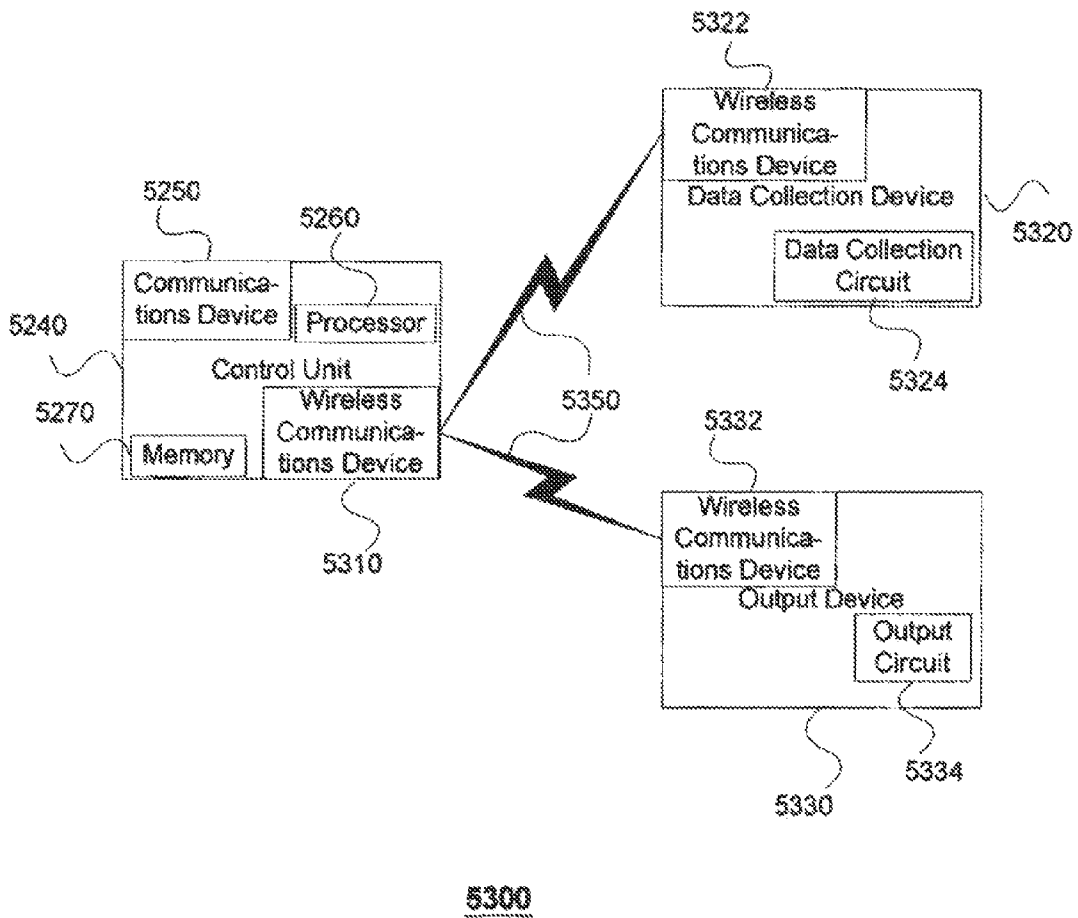 5322
Wireless
Communica-
tions Device
Data Collection Device
5320
Data Collection
Circuit
5324
5250
5260
Communica-
tions Device
Processor
5240
Control Unit
5270
Wireless
Communica-
tions Device
Memory
5310
5350
5332
Wireless
Communica-
tions Device
Output Device
Output
Circuit
5334
5330
5300